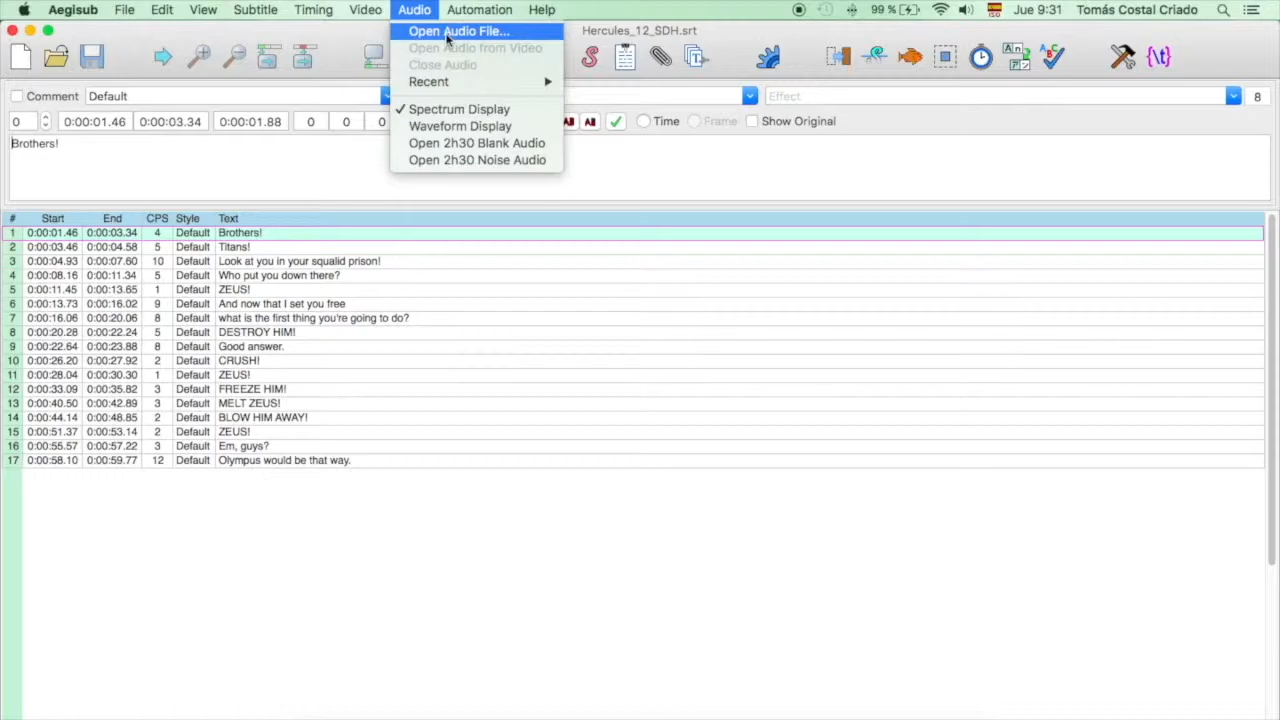 Aegisub File Edit View Subtitle Timing Video Audio Automation Help 99 % Jue 9:31 Tomás Costal Criado
Hercules_12_SDH.srt
Open Audio File...
Open Audio from Video
Close Audio
Recent
Spectrum Display
Waveform Display
Open 2h30 Blank Audio
Open 2h30 Noise Audio
Comment Default Effect 8
0 0:00:01.46 0:00:03.34 0:00:01.88 0 0 0 AB AB Time Frame Show Original
Brothers!
# Start End CPS Style Text
1 0:00:01.46 0:00:03.34 4 Default Brothers!
2 0:00:03.46 0:00:04.58 5 Default Titans!
3 0:00:04.93 0:00:07.60 10 Default Look at you in your squalid prison!
4 0:00:08.16 0:00:11.34 5 Default Who put you down there?
5 0:00:11.45 0:00:13.65 1 Default ZEUS!
6 0:00:13.73 0:00:16.02 9 Default And now that I set you free
7 0:00:16.06 0:00:20.06 8 Default what is the first thing you're going to do?
8 0:00:20.28 0:00:22.24 5 Default DESTROY HIM!
9 0:00:22.64 0:00:23.88 8 Default Good answer.
10 0:00:26.20 0:00:27.92 2 Default CRUSH!
11 0:00:28.04 0:00:30.30 1 Default ZEUS!
12 0:00:33.09 0:00:35.82 3 Default FREEZE HIM!
13 0:00:40.50 0:00:42.89 3 Default MELT ZEUS!
14 0:00:44.14 0:00:48.85 2 Default BLOW HIM AWAY!
15 0:00:51.37 0:00:53.14 2 Default ZEUS!
16 0:00:55.57 0:00:57.22 3 Default Em, guys?
17 0:00:58.10 0:00:59.77 12 Default Olympus would be that way.